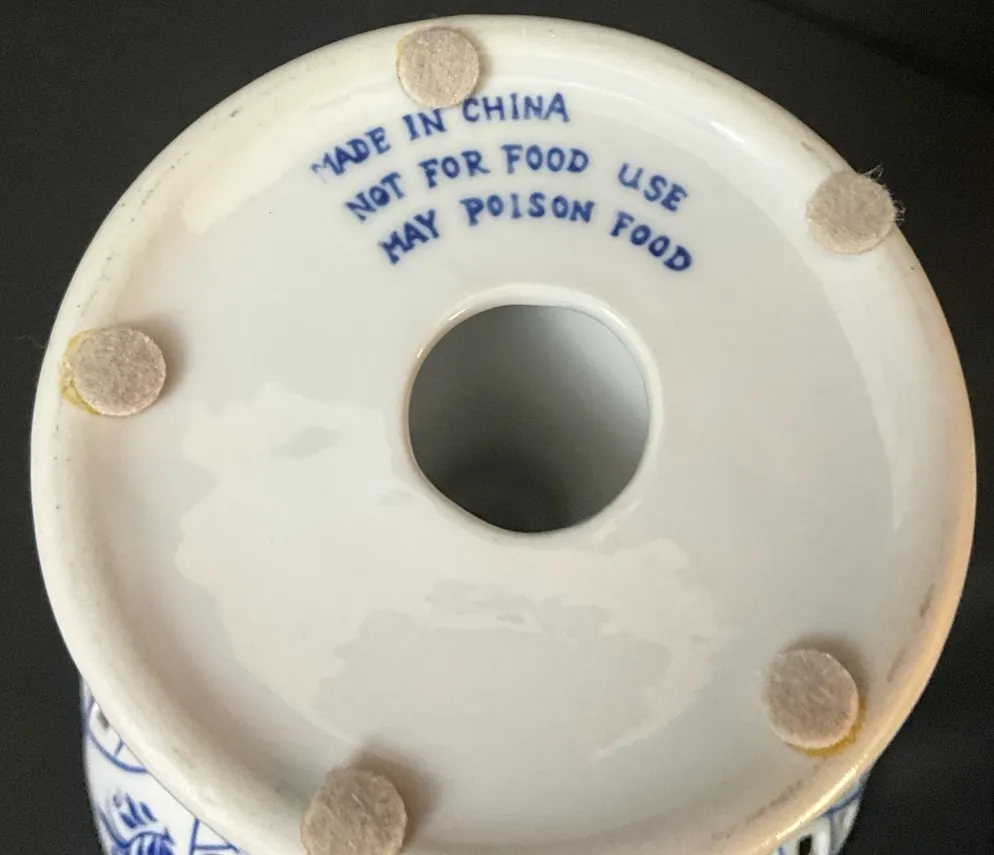 MADE IN CHINA
NOT FOR FOOD USE
MAY POISON FOOD